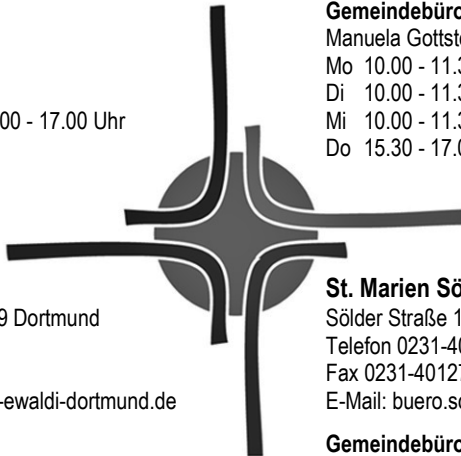 00 - 17.00 Uhr
9 Dortmund
-ewaldi-dortmund.de
Gemeindebüro
Manuela Gottst
Mo 10.00 - 11.3
Di 10.00 - 11.3
Mi 10.00 - 11.3
Do 15.30 - 17.0
St. Marien Sö
Sölder Straße 1
Telefon 0231-40
Fax 0231-40127
E-Mail: buero.so
Gemeindebüro